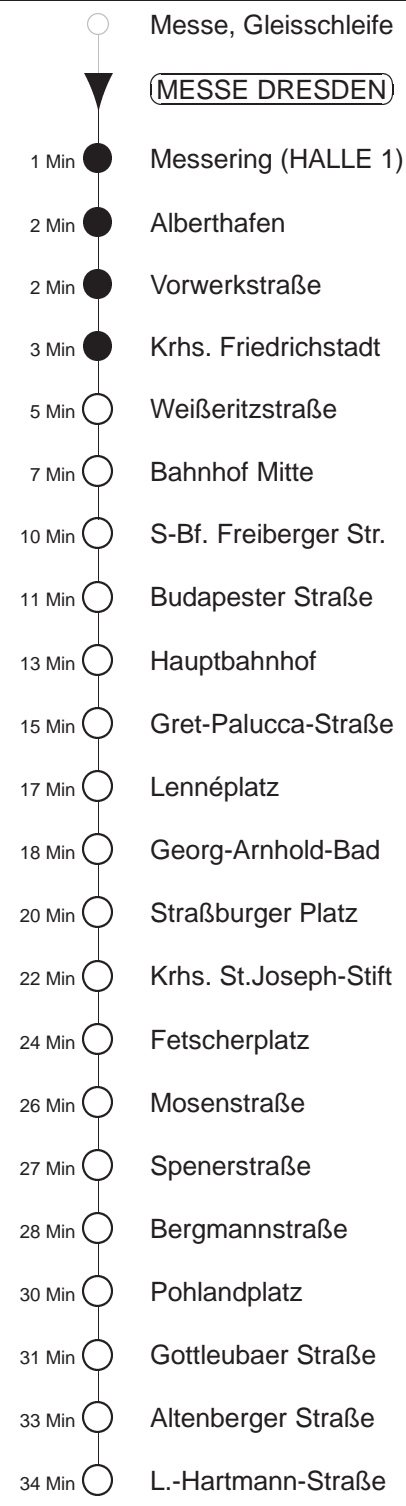 Messe, Gleisschleife
MESSE DRESDEN
1 Min Messering (HALLE 1)
2 Min Alberthafen
2 Min Vorwerkstraße
3 Min Krhs. Friedrichstadt
5 Min Weißeritzstraße
7 Min Bahnhof Mitte
10 Min S-Bf. Freiberger Str.
11 Min Budapester Straße
13 Min Hauptbahnhof
15 Min Gret-Palucca-Straße
17 Min Lennéplatz
18 Min Georg-Arnhold-Bad
20 Min Straßburger Platz
22 Min Krhs. St.Joseph-Stift
24 Min Fetscherplatz
26 Min Mosenstraße
27 Min Spenerstraße
28 Min Bergmannstraße
30 Min Pohlandplatz
31 Min Gottleubaer Straße
33 Min Altenberger Straße
34 Min L.-Hartmann-Straße